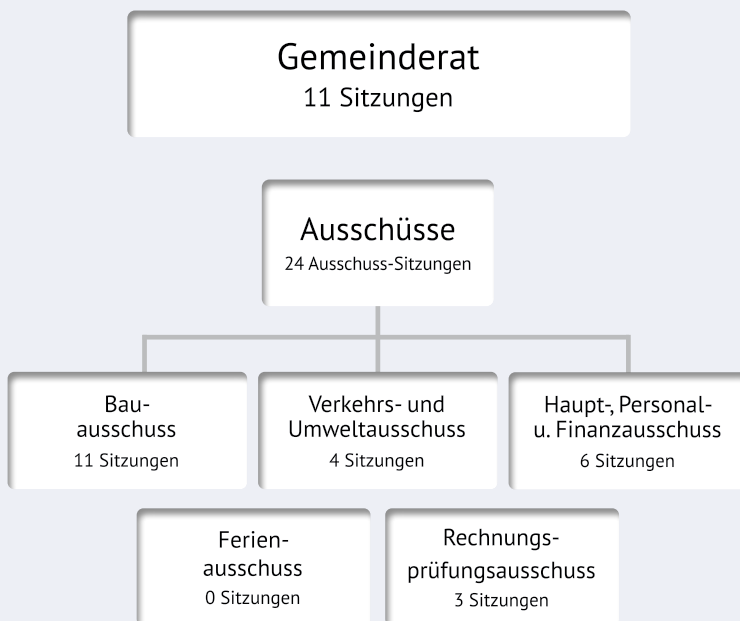 Gemeinderat
11 Sitzungen
Ausschüsse
24 Ausschuss-Sitzungen
Bau-
ausschuss
11 Sitzungen
Verkehrs- und
Umweltausschuss
4 Sitzungen
Haupt-, Personal-
u. Finanzausschuss
6 Sitzungen
Ferien-
ausschuss
0 Sitzungen
Rechnungs-
prüfungsausschuss
3 Sitzungen